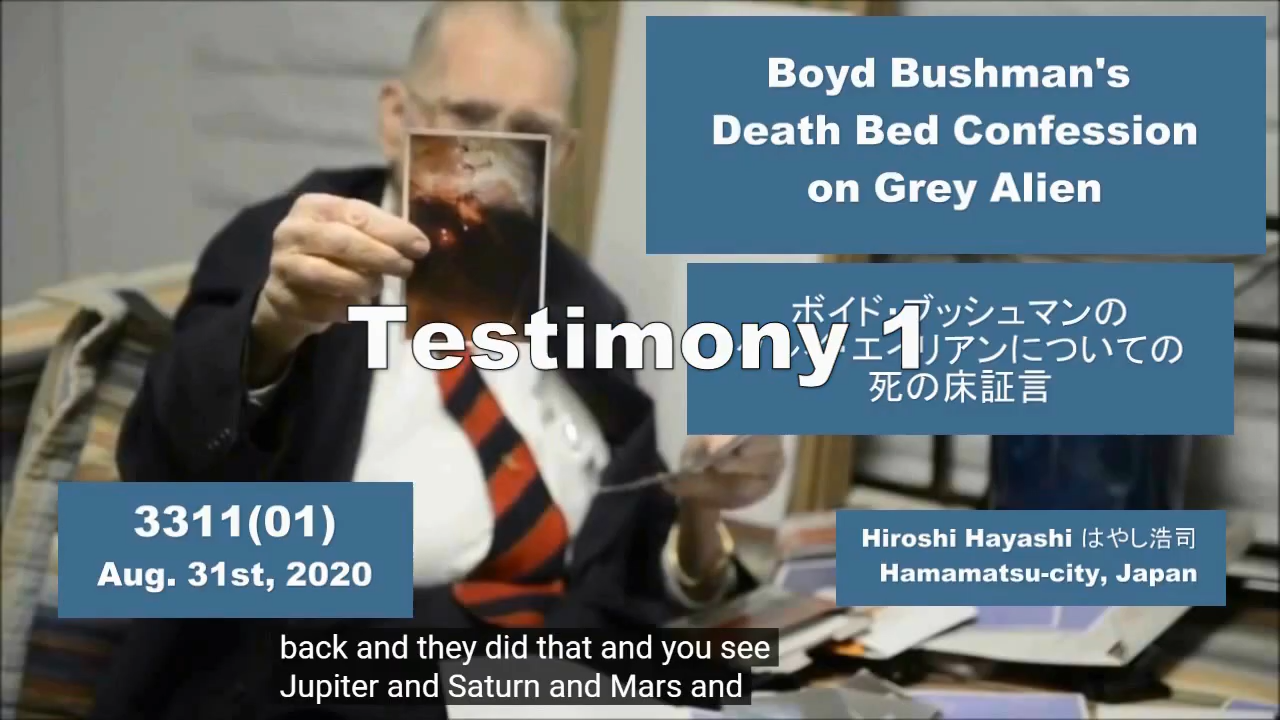 Boyd Bushman's
Death Bed Confession
on Grey Alien
ボイド・ブッシュマンの
エイリアンについての
死の床証言
Testimony 1
3311(01)
Aug. 31st, 2020
Hiroshi Hayashi はやし浩司
Hamamatsu-city, Japan
back and they did that and you see
Jupiter and Saturn and Mars and